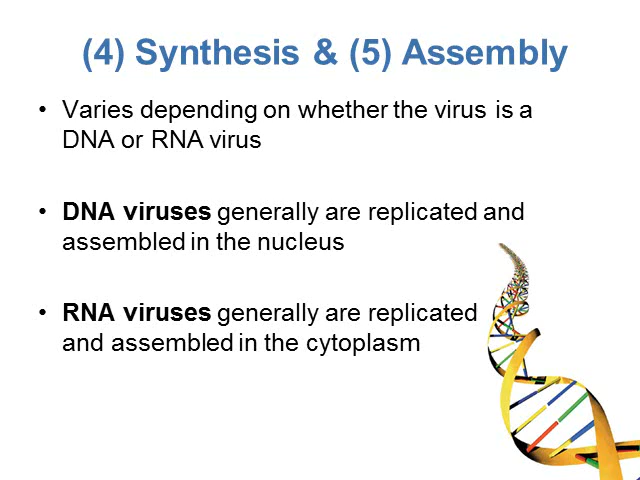 (4) Synthesis & (5) Assembly
• Varies depending on whether the virus is a
DNA or RNA virus
• DNA viruses generally are replicated and
assembled in the nucleus
• RNA viruses generally are replicated
and assembled in the cytoplasm